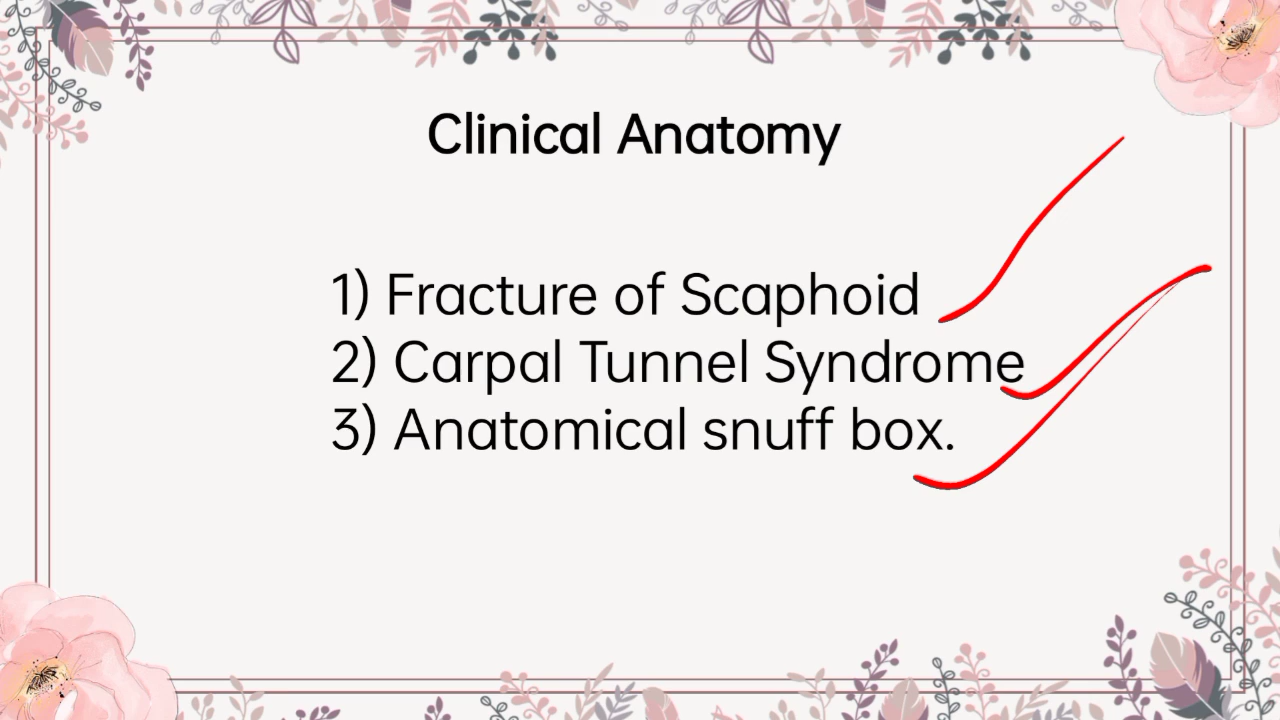 Clinical Anatomy
1) Fracture of Scaphoid
2) Carpal Tunnel Syndrome
3) Anatomical snuff box.